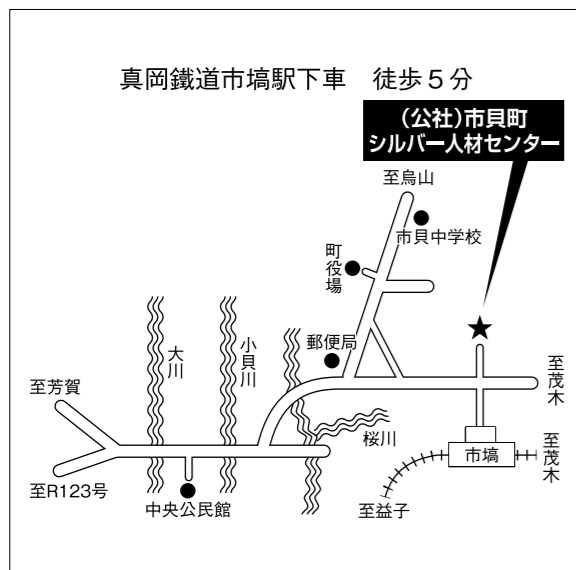 真岡鐵道市塙駅下車　徒歩５分
（公社）市貝町
シルバー人材センター
至烏山
市貝中学校
町役場
郵便局
大川
小貝川
至芳賀
至茂木
桜川
市塙
至茂木
至R123号
中央公民館
至益子